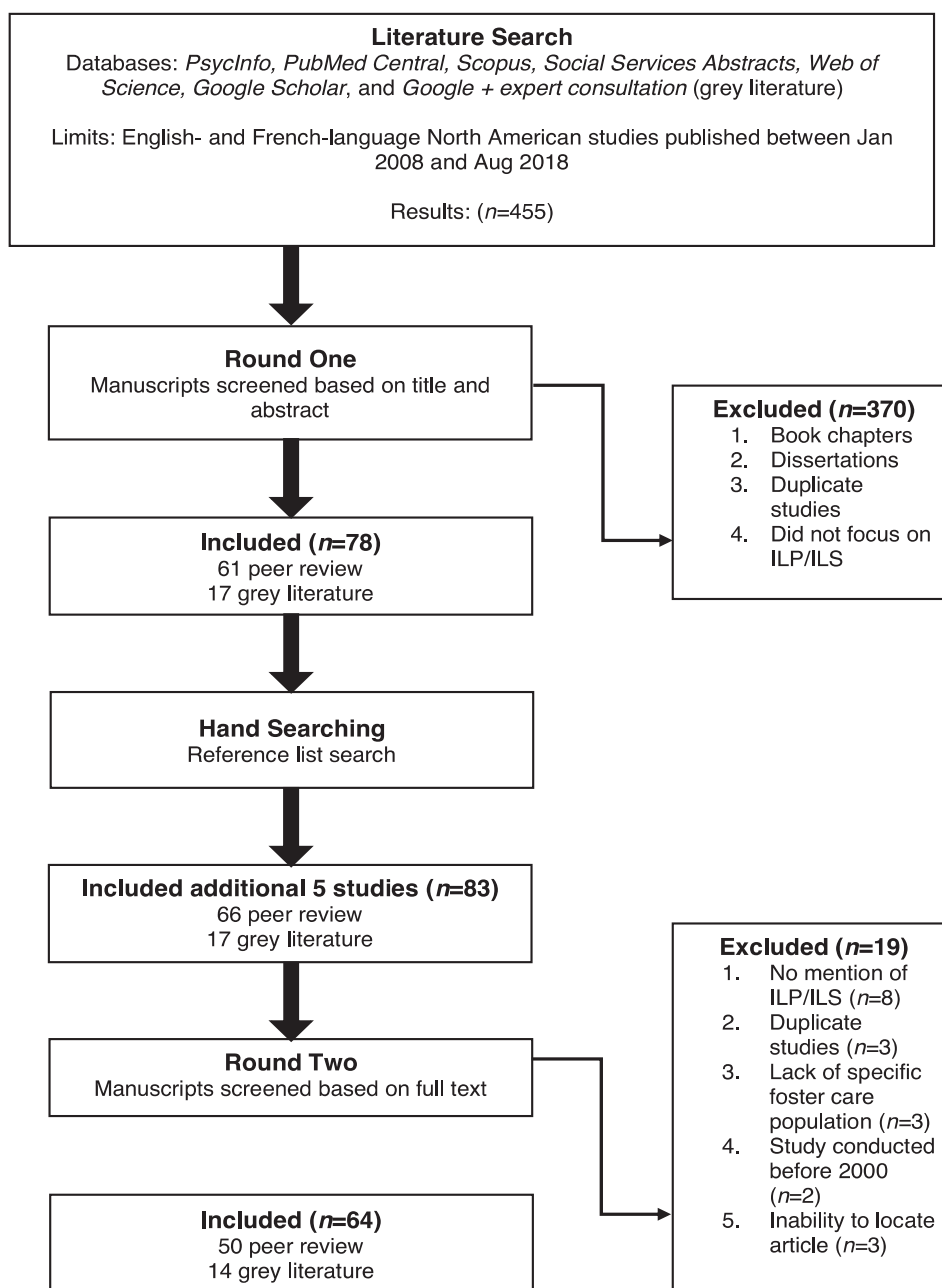 Literature Search
Databases: PsycInfo, PubMed Central, Scopus, Social Services Abstracts, Web of
Science, Google Scholar, and Google + expert consultation (grey literature)
Limits: English- and French-language North American studies published between Jan
2008 and Aug 2018
Results: (n=455)
Round One
Manuscripts screened based on title and
abstract
Excluded (n=370)
1. Book chapters
2. Dissertations
3. Duplicate
studies
4. Did not focus on
ILP/ILS
Included (n=78)
61 peer review
17 grey literature
Hand Searching
Reference list search
Included additional 5 studies (n=83)
66 peer review
17 grey literature
Round Two
Manuscripts screened based on full text
Excluded (n=19)
1. No mention of
ILP/ILS (n=8)
2. Duplicate
studies (n=3)
3. Lack of specific
foster care
population (n=3)
4. Study conducted
before 2000
(n=2)
5. Inability to locate
article (n=3)
Included (n=64)
50 peer review
14 grey literature